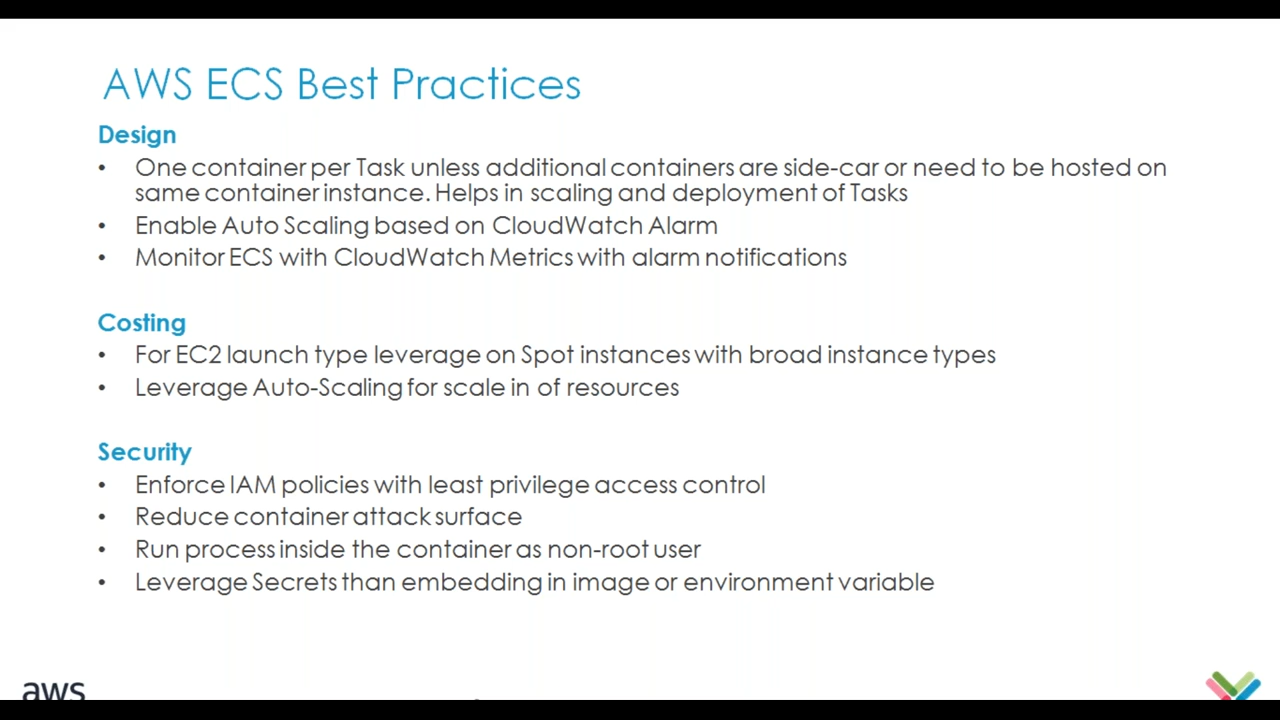 AWS ECS Best Practices
Design
• One container per Task unless additional containers are side-car or need to be hosted on
same container instance. Helps in scaling and deployment of Tasks
• Enable Auto Scaling based on CloudWatch Alarm
• Monitor ECS with CloudWatch Metrics with alarm notifications
Costing
• For EC2 launch type leverage on Spot instances with broad instance types
• Leverage Auto-Scaling for scale in of resources
Security
• Enforce IAM policies with least privilege access control
• Reduce container attack surface
• Run process inside the container as non-root user
• Leverage Secrets than embedding in image or environment variable
aws